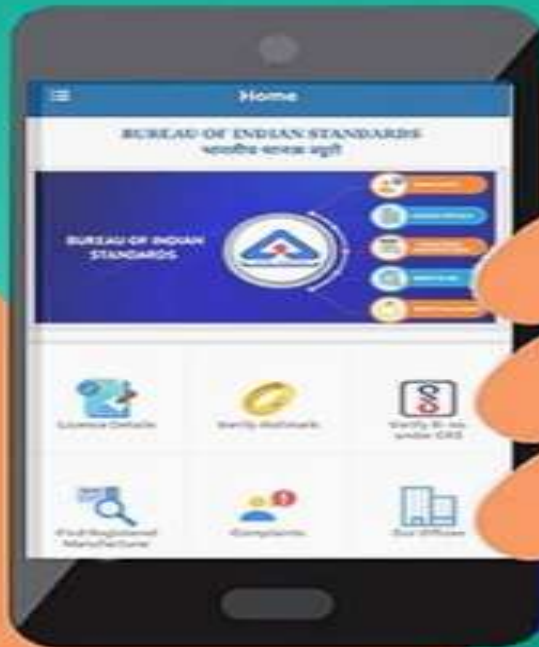 Home
BUREAU OF INDIAN STANDARDS
भारतीय मानक ब्यूरो
BUREAU OF INDIAN
STANDARDS
Licence Details
Verify Hallmark
Verify R- no.
under CRS
Find Registered
Manufacturer
Complaints
Our Offices